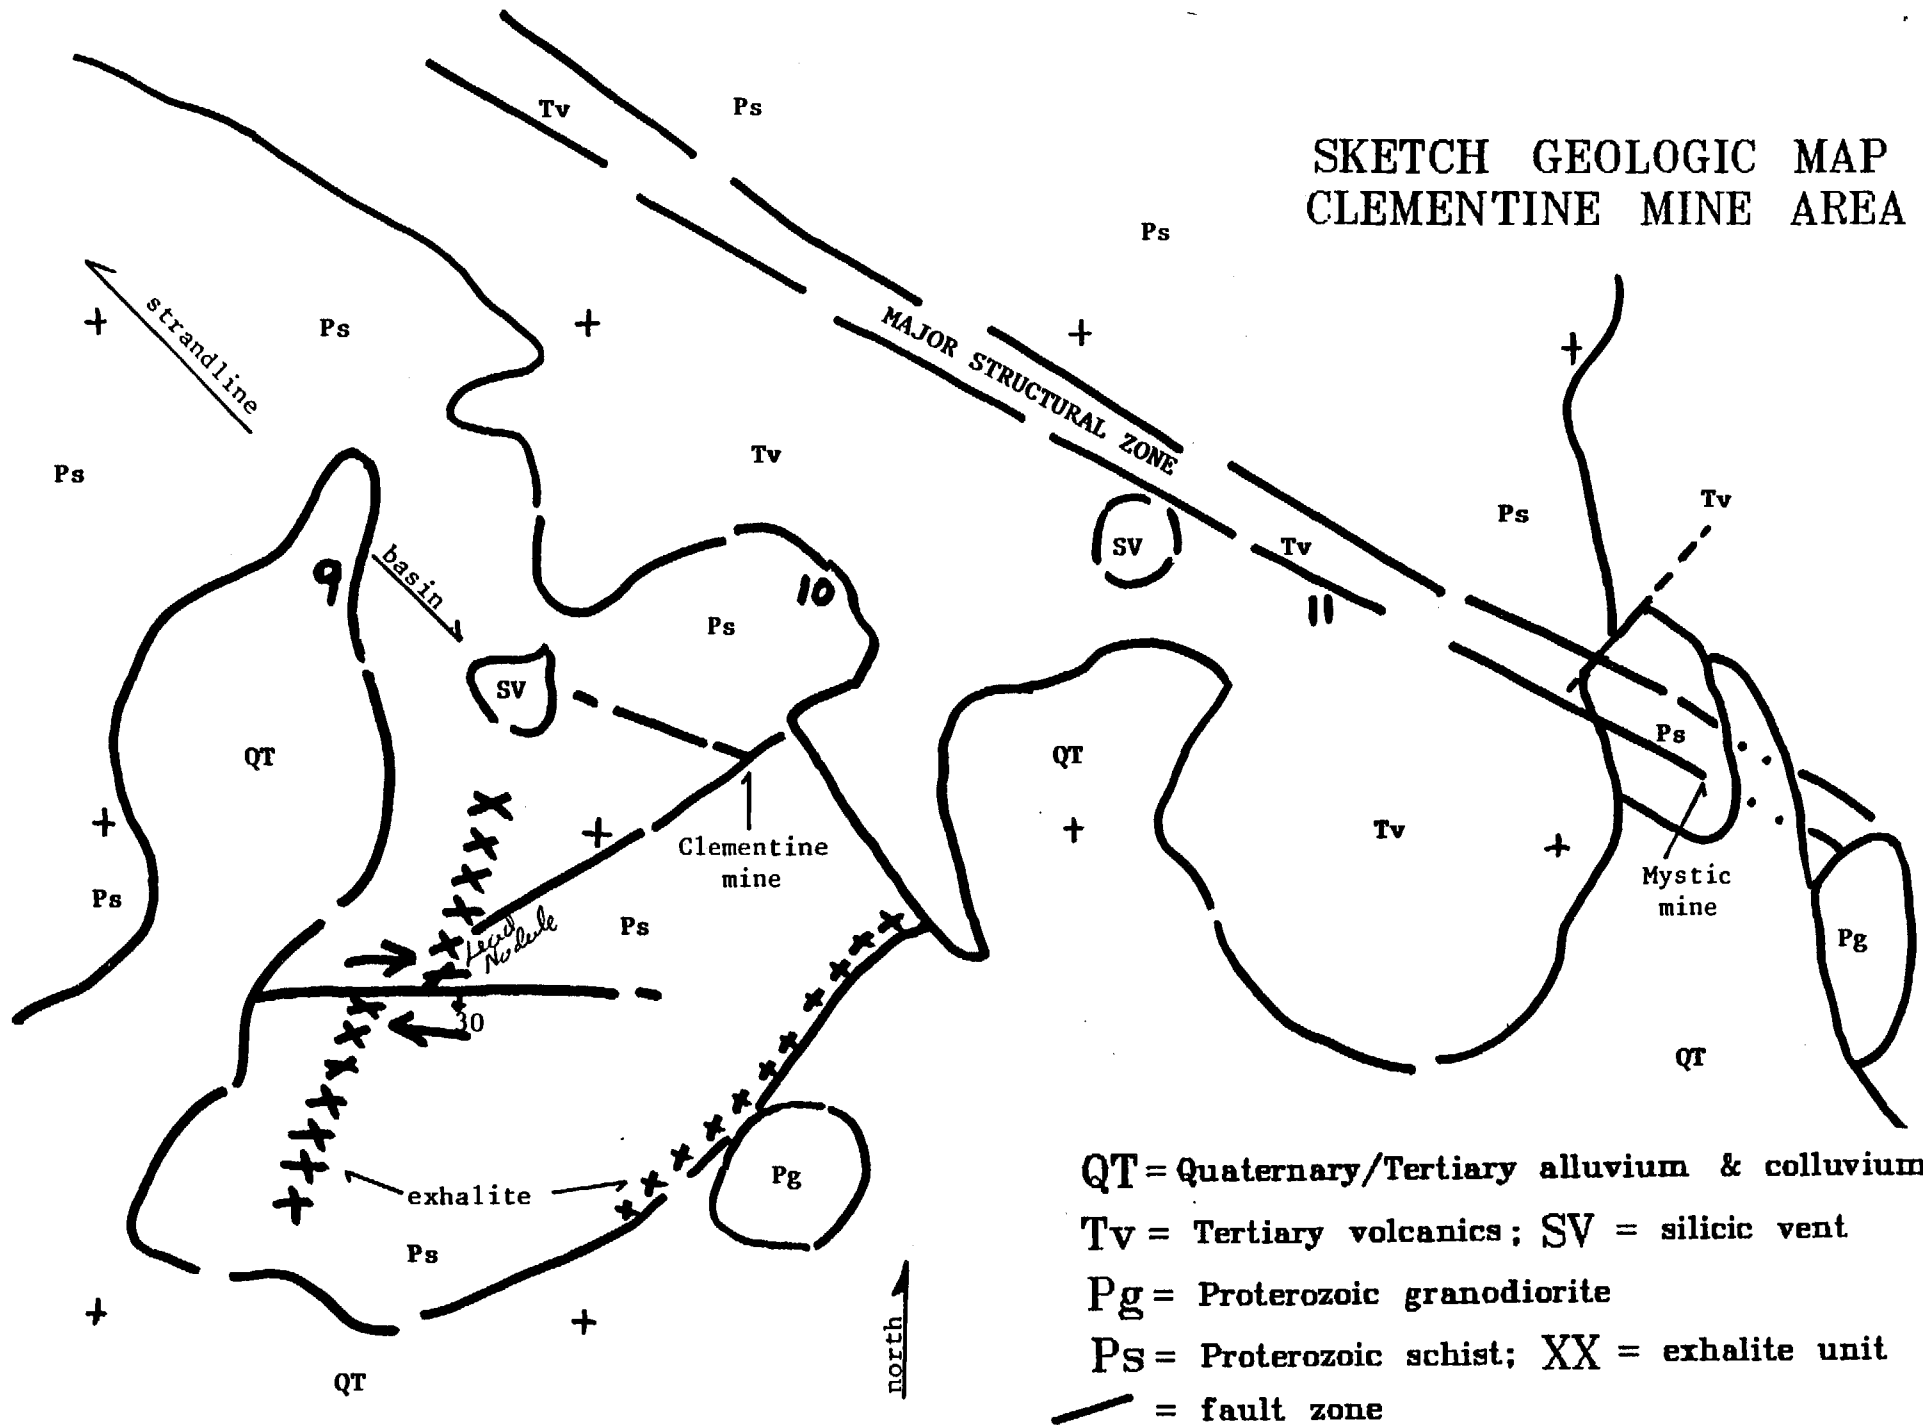 SKETCH GEOLOGIC MAP
CLEMENTINE MINE AREA
Tv
Ps
Ps
strandline
Ps
MAJOR STRUCTURAL ZONE
Ps
Tv
Ps
Tv
SV
Tv
9
basin
10
11
Ps
SV
QT
QT
Ps
Tv
Clementine
mine
Mystic
mine
Ps
Lead
Nodule
Ps
Pg
30
QT
exhalite
Pg
Ps
QT
north
QT = Quaternary/Tertiary alluvium & colluvium
Tv = Tertiary volcanics; SV = silicic vent
Pg = Proterozoic granodiorite
Ps = Proterozoic schist; XX = exhalite unit
= fault zone